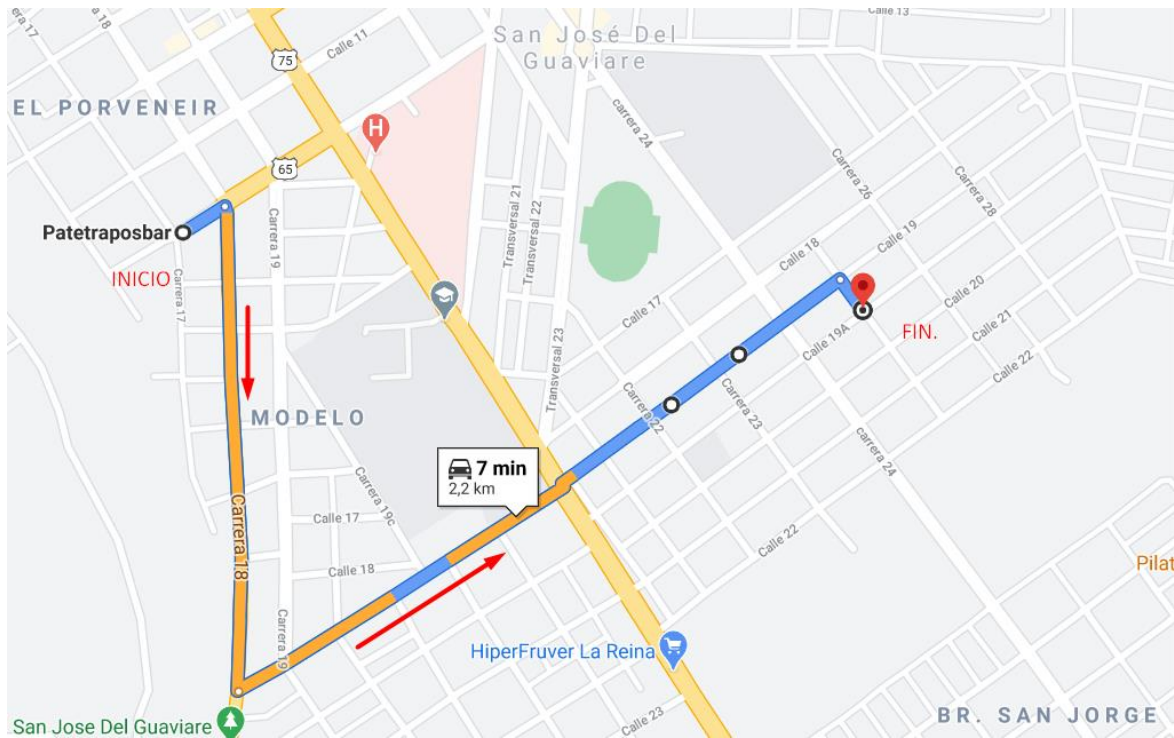 Carrera 17
Carrera 18
Calle 11
75
San José Del
Guaviare
Calle 13
EL PORVENEIR
H
65
carrera 24
Carrera 26
Carrera 28
Transversal 21
Transversal 22
Carrera 19
Patetraposbar
INICIO
Carrera 17
Calle 18
Calle 19
Calle 20
Calle 17
Calle 19A
Calle 21
FIN.
Calle 22
Transversal 23
MODELO
Carrera 22
Carrera 23
7 min
2,2 km
carrera 24
Carrera 19c
Calle 17
Carrera 18
Calle 18
Calle 22
Pilat
Carrera 19
HiperFruver La Reina
San Jose Del Guaviare
Calle 23
BR. SAN JORGE